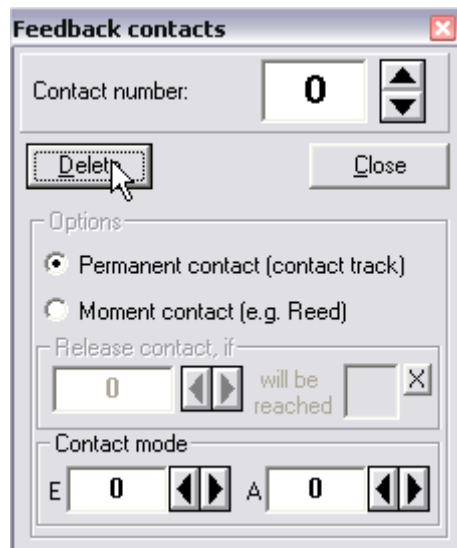 Feedback contacts
Contact number: 0
Delete Close
Options
Permanent contact (contact track)
Moment contact (e.g. Reed)
Release contact, if
0 will be reached X
Contact mode
E 0 A 0